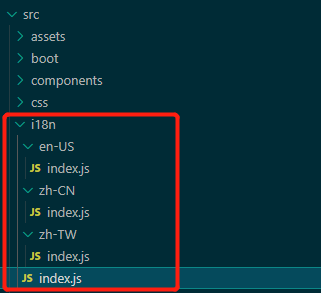 src
assets
boot
components
css
i18n
en-US
JS index.js
zh-CN
JS index.js
zh-TW
JS index.js
JS index.js